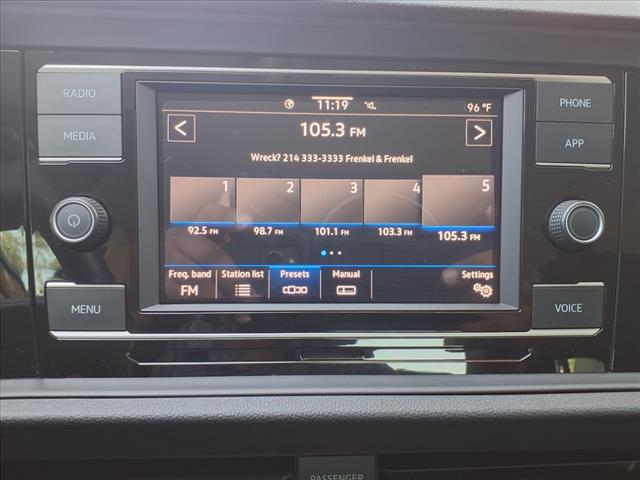 RADIO
MEDIA
MENU
11:19
96 °F
105.3 FM
Wreck? 214 333-3333 Frenkel & Frenkel
1 2 3 4 5
92.5 FM 98.7 FM 101.1 FM 103.3 FM 105.3 FM
Freq. band Station list Presets Manual Settings
FM
PHONE
APP
VOICE
PASSENGER